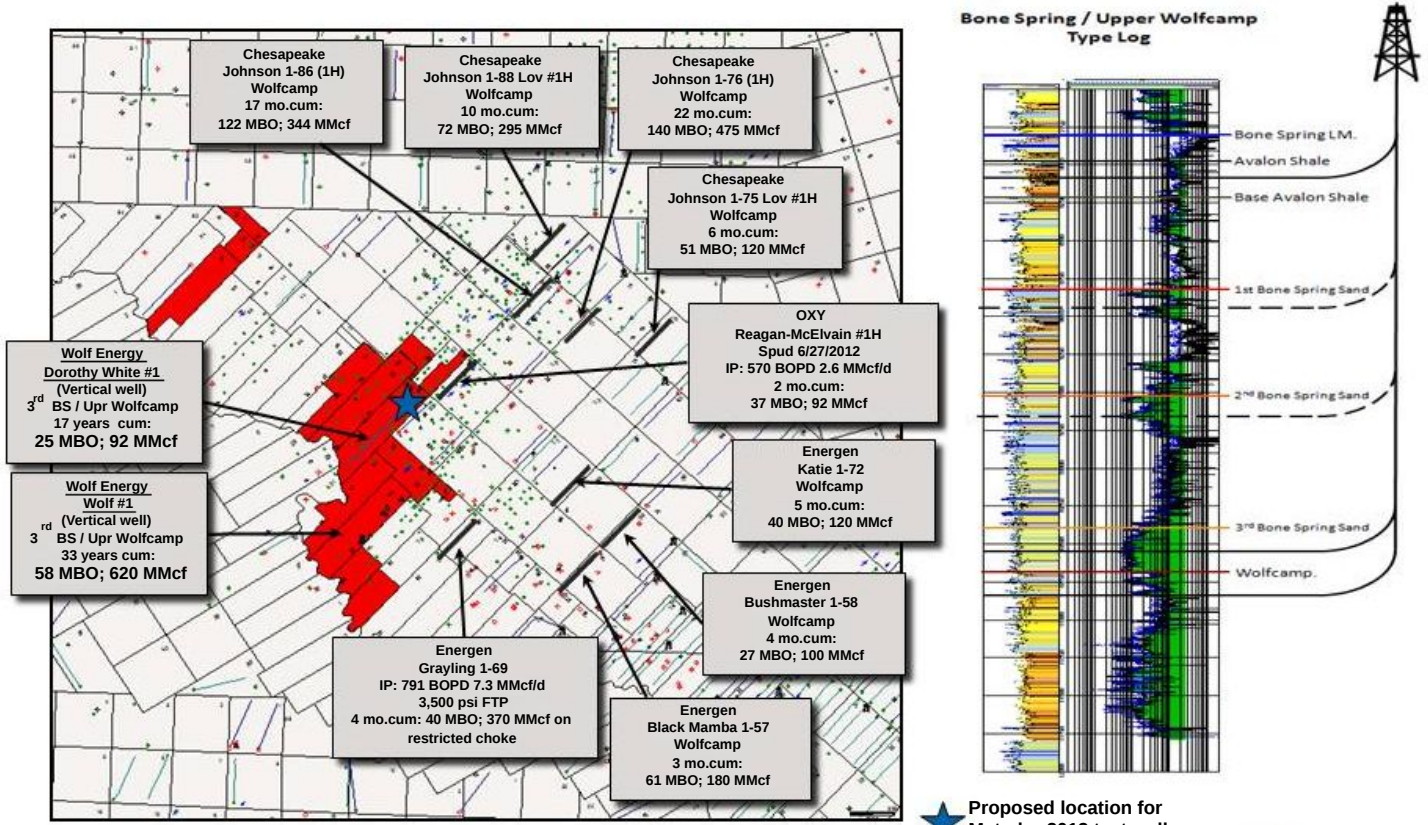 Bone Spring / Upper Wolfcamp
Type Log
Chesapeake
Johnson 1-86 (1H)
Wolfcamp
17 mo.cum:
122 MBO; 344 MMcf
Chesapeake
Johnson 1-88 Lov #1H
Wolfcamp
10 mo.cum:
72 MBO; 295 MMcf
Chesapeake
Johnson 1-76 (1H)
Wolfcamp
22 mo.cum:
140 MBO; 475 MMcf
Chesapeake
Johnson 1-75 Lov #1H
Wolfcamp
6 mo.cum:
51 MBO; 120 MMcf
OXY
Reagan-McElvain #1H
Spud 6/27/2012
IP: 570 BOPD 2.6 MMcf/d
2 mo.cum:
37 MBO; 92 MMcf
Wolf Energy
Dorothy White #1
(Vertical well)
3rd BS / Upr Wolfcamp
17 years cum:
25 MBO; 92 MMcf
Wolf Energy
Wolf #1
(Vertical well)
3rd BS / Upr Wolfcamp
33 years cum:
58 MBO; 620 MMcf
Energen
Katie 1-72
Wolfcamp
5 mo.cum:
40 MBO; 120 MMcf
Energen
Bushmaster 1-58
Wolfcamp
4 mo.cum:
27 MBO; 100 MMcf
Energen
Grayling 1-69
IP: 791 BOPD 7.3 MMcf/d
3,500 psi FTP
4 mo.cum: 40 MBO; 370 MMcf on
restricted choke
Energen
Black Mamba 1-57
Wolfcamp
3 mo.cum:
61 MBO; 180 MMcf
Bone Spring LM.
Avalon Shale
Base Avalon Shale
1st Bone Spring Sand
2nd Bone Spring Sand
3rd Bone Spring Sand
Wolfcamp.
Proposed location for